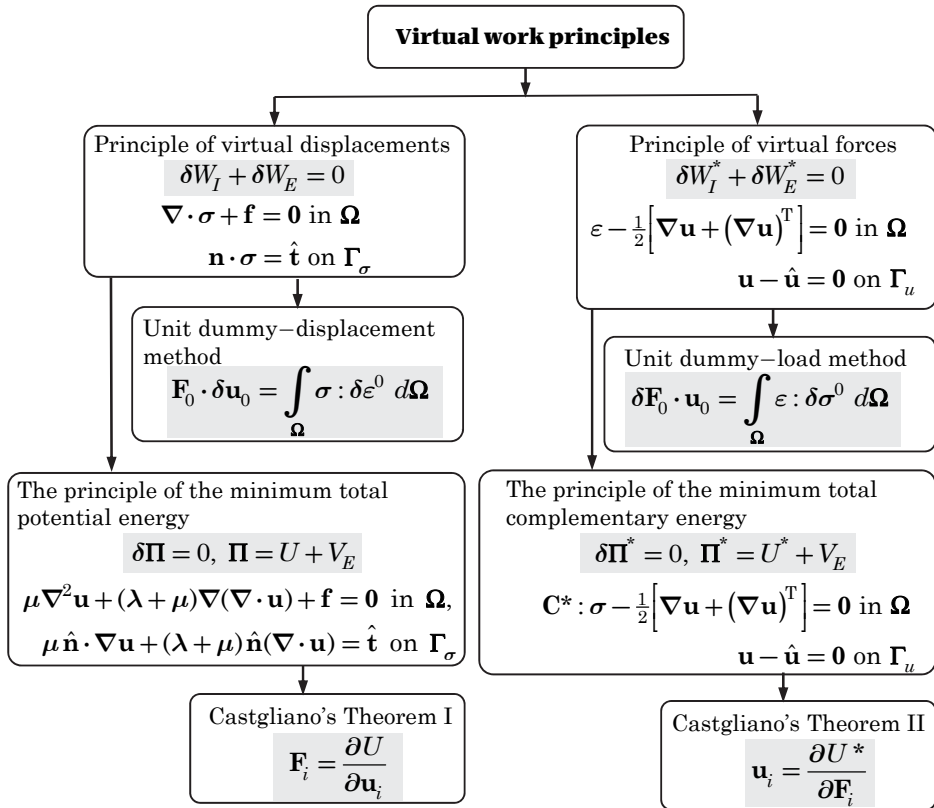 Virtual work principles
Principle of virtual displacements
δW_I + δW_E = 0
∇ · σ + f = 0 in Ω
n · σ = t̂ on Γ_σ
Principle of virtual forces
δW_I^* + δW_E^* = 0
ε − ½[∇u + (∇u)^T] = 0 in Ω
u − û = 0 on Γ_u
Unit dummy−displacement
method
F_0 · δu_0 = ∫_Ω σ : δε^0 dΩ
Unit dummy−load method
δF_0 · u_0 = ∫_Ω ε : δσ^0 dΩ
The principle of the minimum total
potential energy
δΠ = 0, Π = U + V_E
μ∇²u + (λ + μ)∇(∇ · u) + f = 0 in Ω,
μ n̂ · ∇u + (λ + μ) n̂(∇ · u) = t̂ on Γ_σ
The principle of the minimum total
complementary energy
δΠ^* = 0, Π^* = U^* + V_E
C* : σ − ½[∇u + (∇u)^T] = 0 in Ω
u − û = 0 on Γ_u
Castgliano's Theorem I
F_i = ∂U/∂u_i
Castgliano's Theorem II
u_i = ∂U*/∂F_i